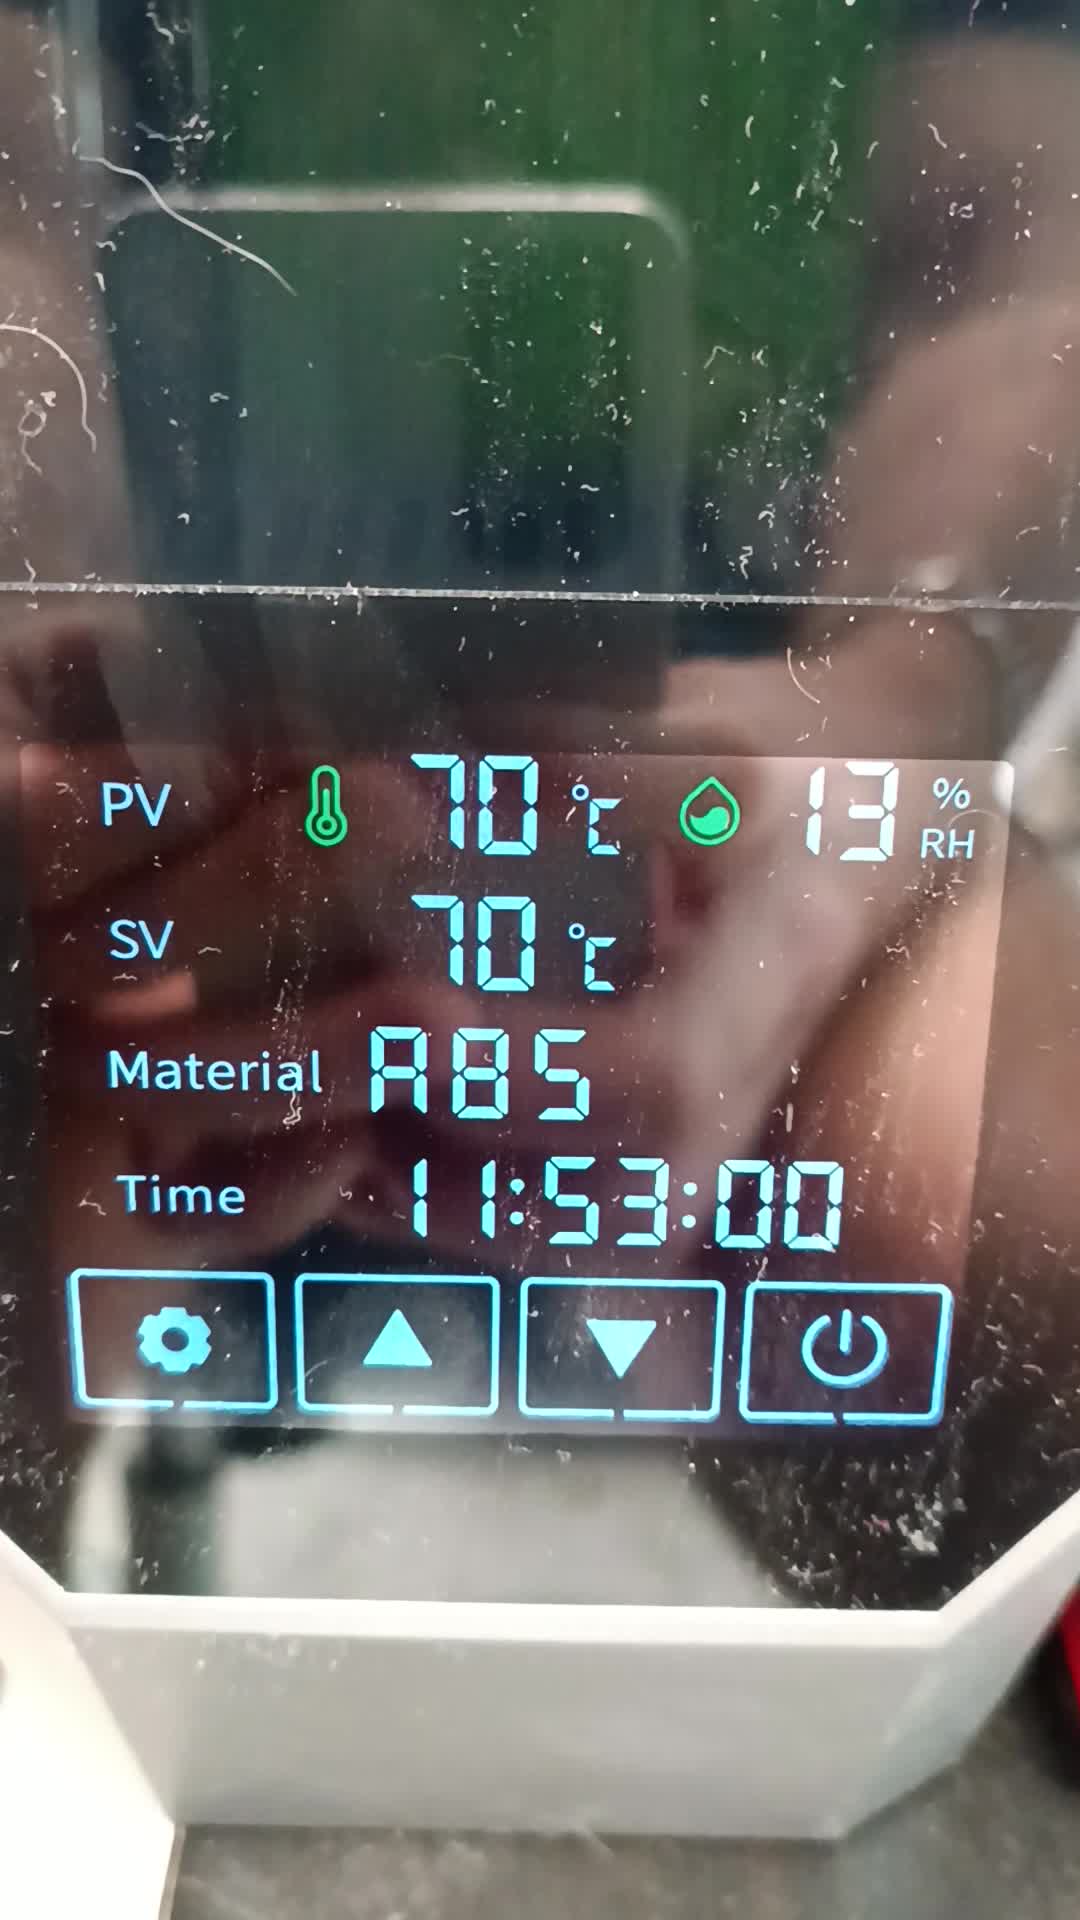 PV 70 °C 13 % RH
SV 70 °C
Material ABS
Time 11:53:00